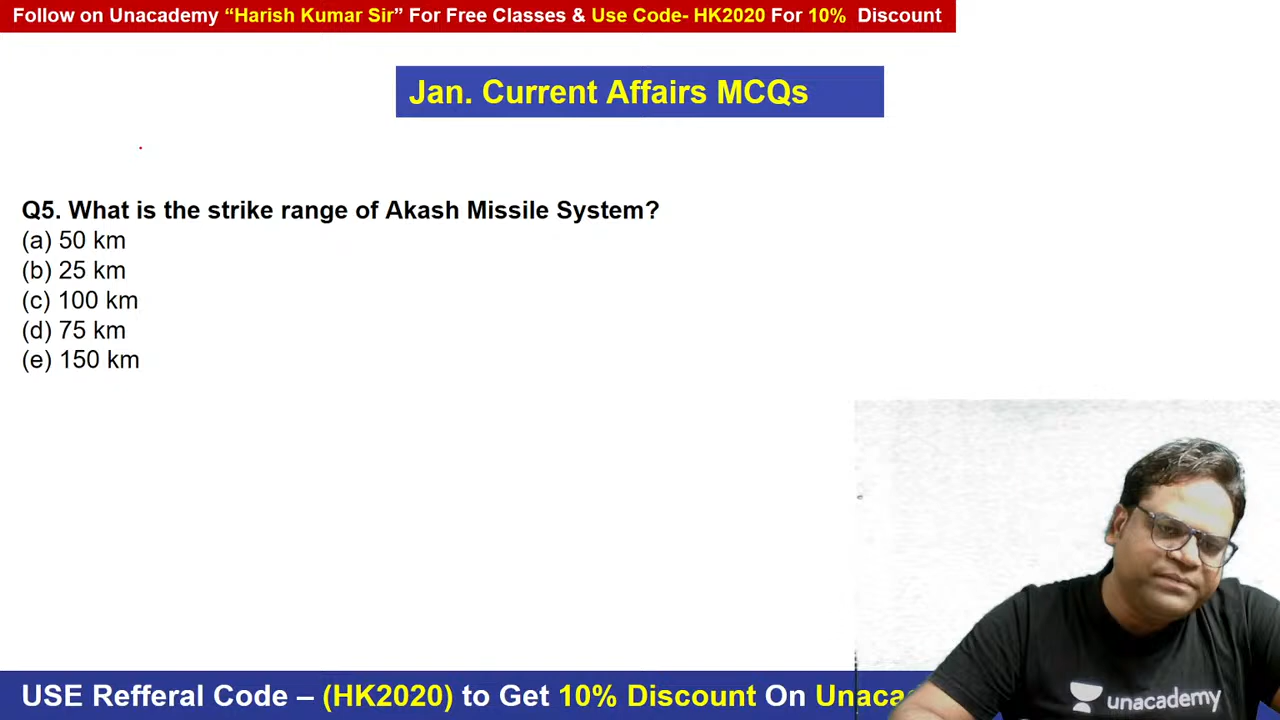 Follow on Unacademy “Harish Kumar Sir” For Free Classes & Use Code- HK2020 For 10% Discount
Jan. Current Affairs MCQs
Q5. What is the strike range of Akash Missile System?
(a) 50 km
(b) 25 km
(c) 100 km
(d) 75 km
(e) 150 km
USE Refferal Code – (HK2020) to Get 10% Discount On
unacademy